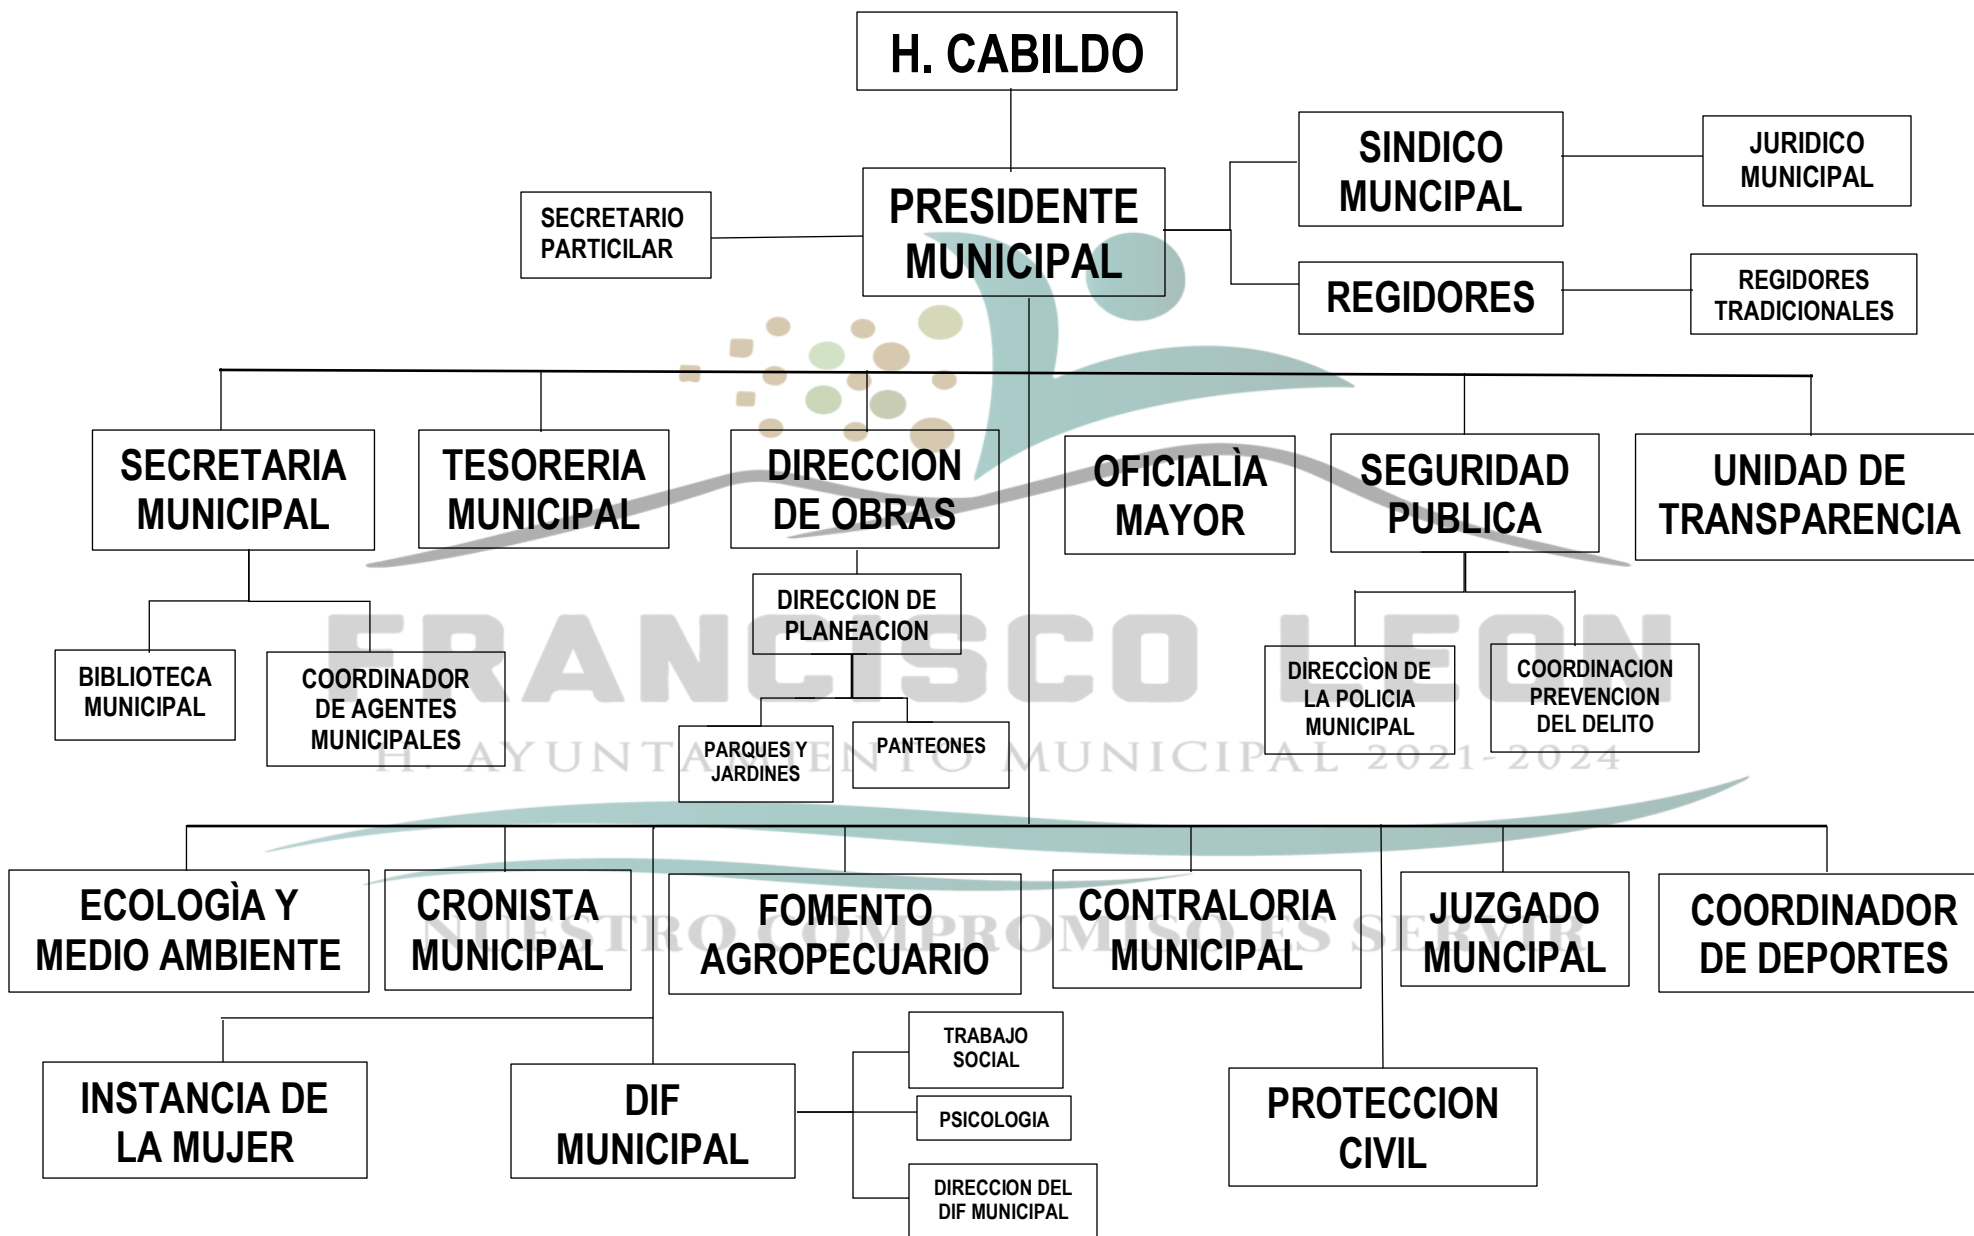 H. CABILDO
PRESIDENTE
MUNICIPAL
SECRETARIO
PARTICILAR
SINDICO
MUNCIPAL
JURIDICO
MUNICIPAL
REGIDORES
REGIDORES
TRADICIONALES
SECRETARIA
MUNICIPAL
TESORERIA
MUNICIPAL
DIRECCION
DE OBRAS
OFICIALÌA
MAYOR
SEGURIDAD
PUBLICA
UNIDAD DE
TRANSPARENCIA
DIRECCION DE
PLANEACION
BIBLIOTECA
MUNICIPAL
COORDINADOR
DE AGENTES
MUNICIPALES
PARQUES Y
JARDINES
PANTEONES
DIRECCÌON DE
LA POLICIA
MUNICIPAL
COORDINACION
PREVENCION
DEL DELITO
FRANCISCO LEON
H. AYUNTAMIENTO MUNICIPAL 2021-2024
NUESTRO COMPROMISO ES SERVIR
ECOLOGÌA Y
MEDIO AMBIENTE
CRONISTA
MUNICIPAL
FOMENTO
AGROPECUARIO
CONTRALORIA
MUNICIPAL
JUZGADO
MUNCIPAL
COORDINADOR
DE DEPORTES
INSTANCIA DE
LA MUJER
DIF
MUNICIPAL
TRABAJO
SOCIAL
PSICOLOGIA
DIRECCION DEL
DIF MUNICIPAL
PROTECCION
CIVIL